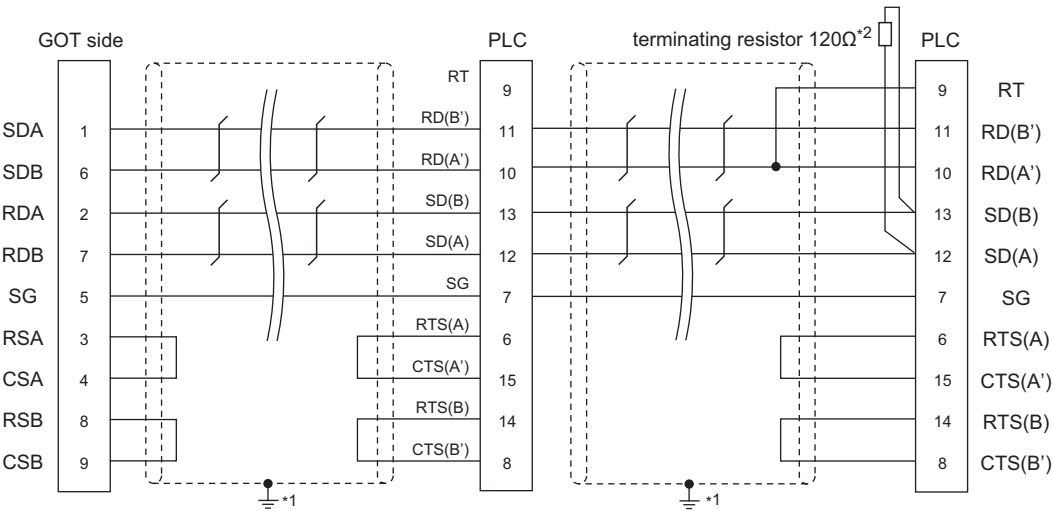 GOT side PLC terminating resistor 120Ω*2 PLC
RT 9 9 RT
SDA 1 RD(B') 11 11 RD(B')
SDB 6 RD(A') 10 10 RD(A')
RDA 2 SD(B) 13 13 SD(B)
RDB 7 SD(A) 12 12 SD(A)
SG 5 SG 7 7 SG
RSA 3 RTS(A) 6 6 RTS(A)
CSA 4 CTS(A') 15 15 CTS(A')
RSB 8 RTS(B) 14 14 RTS(B)
CSB 9 CTS(B') 8 8 CTS(B')
*1 *1